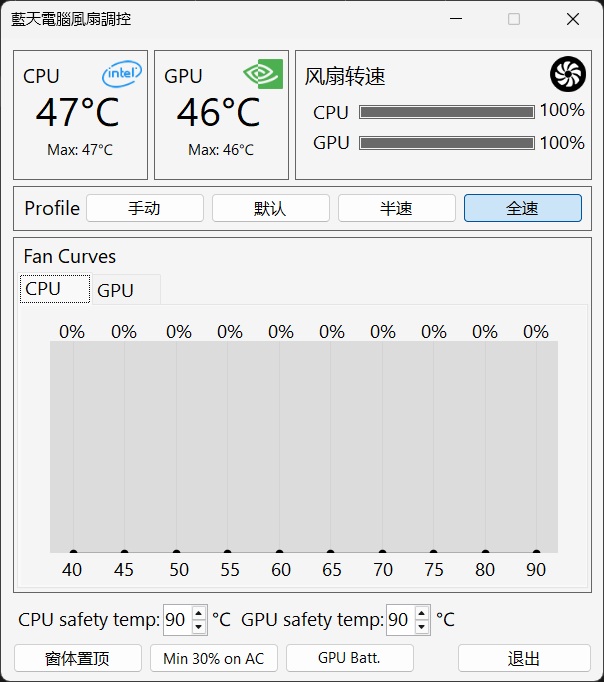 藍天電腦風扇調控
CPU
intel
47°C
Max: 47°C
GPU
46°C
Max: 46°C
风扇转速
CPU 100%
GPU 100%
Profile 手动 默认 半速 全速
Fan Curves
CPU GPU
0% 0% 0% 0% 0% 0% 0% 0% 0% 0%
40 45 50 55 60 65 70 75 80 90
CPU safety temp: 90 °C GPU safety temp: 90 °C
窗体置顶 Min 30% on AC GPU Batt. 退出